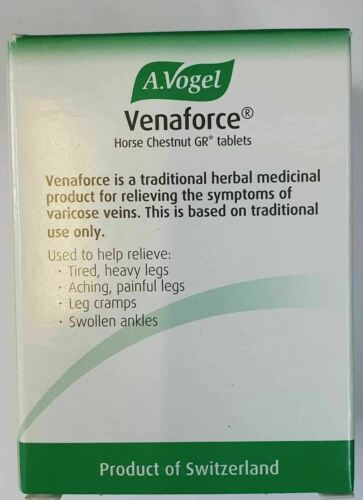 A.Vogel
Venaforce®
Horse Chestnut GR* tablets
Venaforce is a traditional herbal medicinal
product for relieving the symptoms of
varicose veins. This is based on traditional
use only.
Used to help relieve:
· Tired, heavy legs
· Aching, painful legs
· Leg cramps
· Swollen ankles
Product of Switzerland